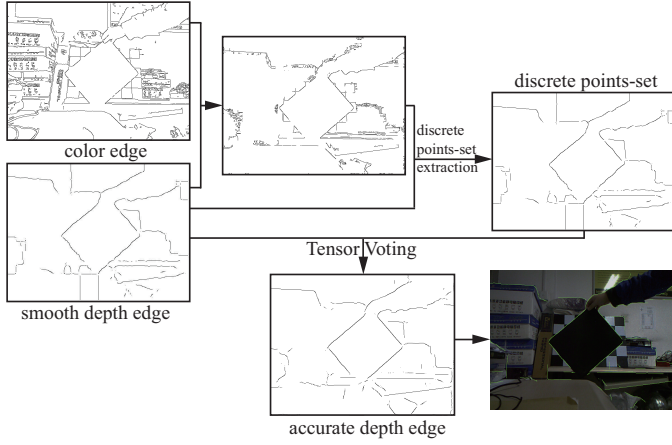 discrete points-set
color edge
discrete
points-set
extraction
Tensor Voting
smooth depth edge
accurate depth edge